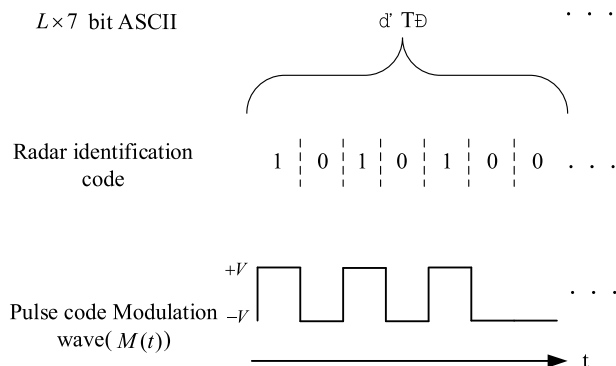 L×7 bit ASCII
ɗ' TĐ
. . .
Radar identification
code
1 0 1 0 1 0 0 . . .
+V
−V
. . .
Pulse code Modulation
wave( M(t))
t